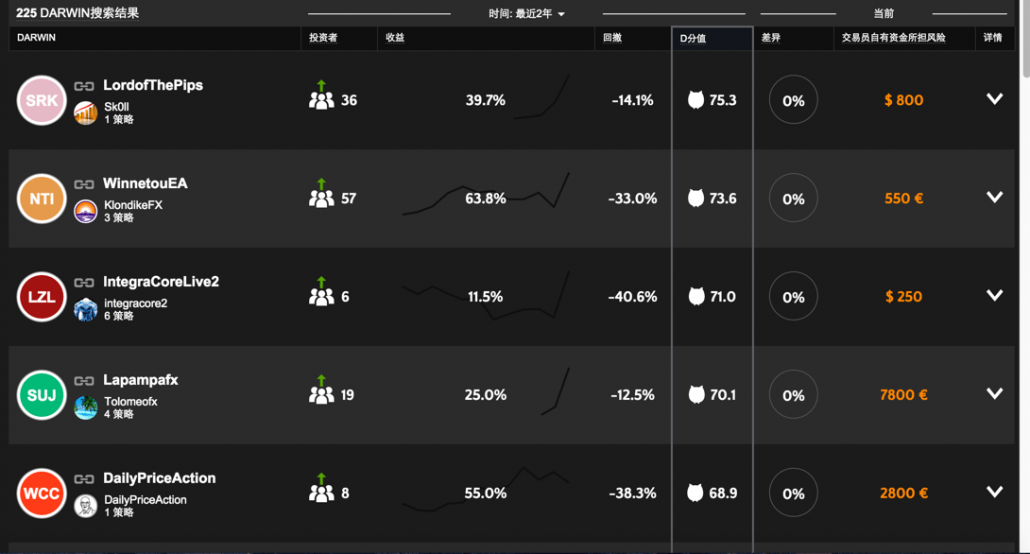 225 DARWIN搜索结果 时间: 最近2年 当前
DARWIN 投资者 收益 回撤 D分值 差异 交易员自有资金所担风险 详情
SRK LordofThePips
Sk0ll
1 策略
36 39.7% -14.1% 75.3 0% $ 800
NTI WinnetouEA
KlondikeFX
3 策略
57 63.8% -33.0% 73.6 0% 550 €
LZL IntegraCoreLive2
integracore2
6 策略
6 11.5% -40.6% 71.0 0% $ 250
SUJ Lapampafx
Tolomeofx
4 策略
19 25.0% -12.5% 70.1 0% 7800 €
WCC DailyPriceAction
DailyPriceAction
1 策略
8 55.0% -38.3% 68.9 0% 2800 €